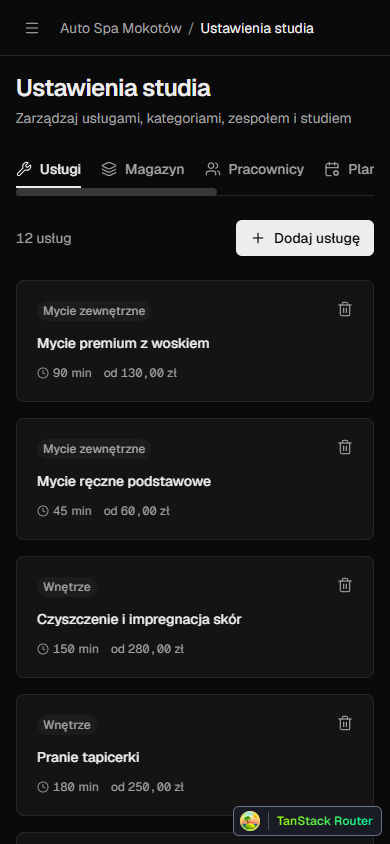 Auto Spa Mokotów / Ustawienia studia
Ustawienia studia
Zarządzaj usługami, kategoriami, zespołem i studiem
Usługi Magazyn Pracownicy Plan
12 usług
Dodaj usługę
Mycie zewnętrzne
Mycie premium z woskiem
90 min od 130,00 zł
Mycie zewnętrzne
Mycie ręczne podstawowe
45 min od 60,00 zł
Wnętrze
Czyszczenie i impregnacja skór
150 min od 280,00 zł
Wnętrze
Pranie tapicerki
180 min od 250,00 zł
TanStack Router